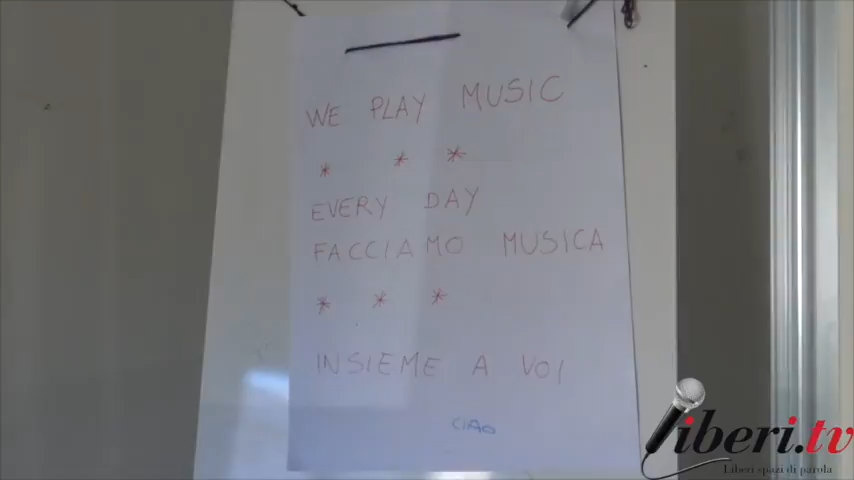 WE PLAY MUSIC
* * *
EVERY DAY
FACCIAMO MUSICA
* * *
INSIEME A VOI
CIAO
liberi.tv
Liberi spazi di parola